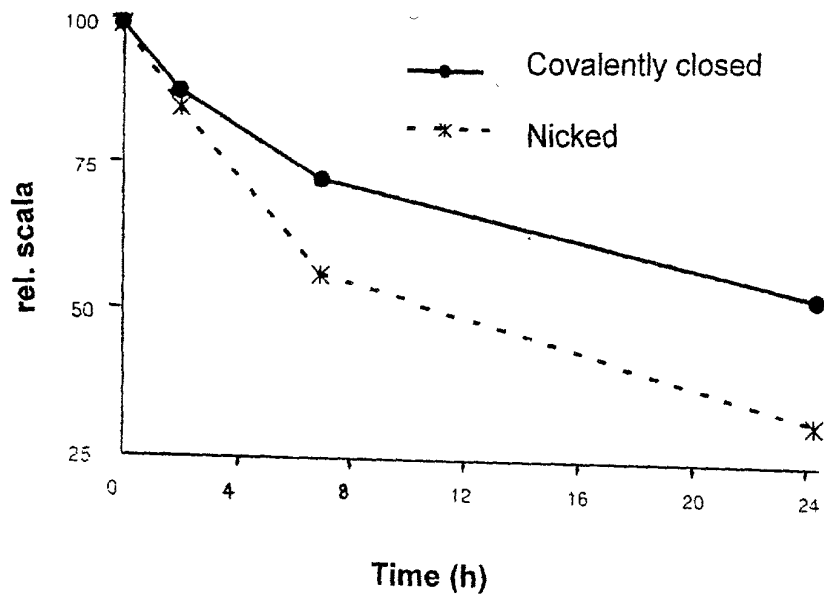 100
Covalently closed
Nicked
75
rel. scala
50
25
0 4 8 12 16 20 24
Time (h)